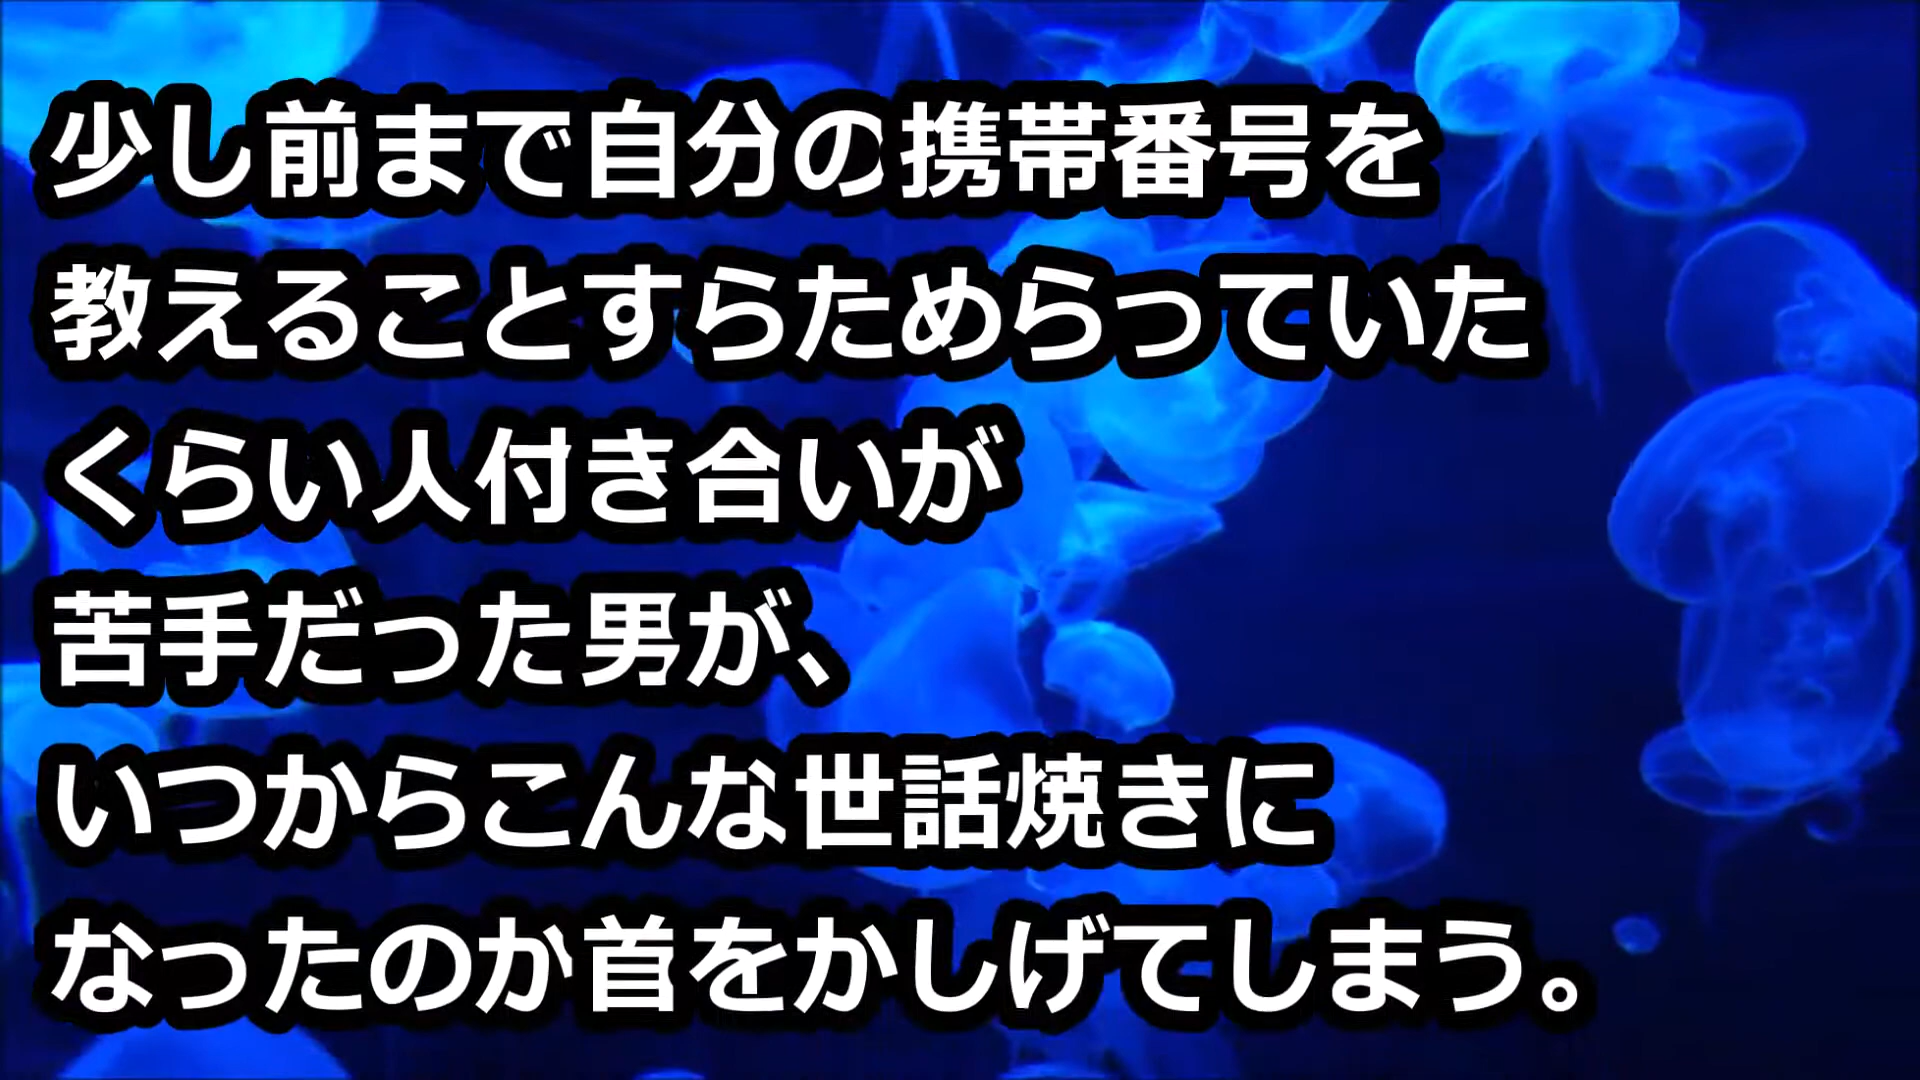 少し前まで自分の携帯番号を
教えることすらためらっていた
くらい人付き合いが
苦手だった男が、
いつからこんな世話焼きに
なったのか首をかしげてしまう。